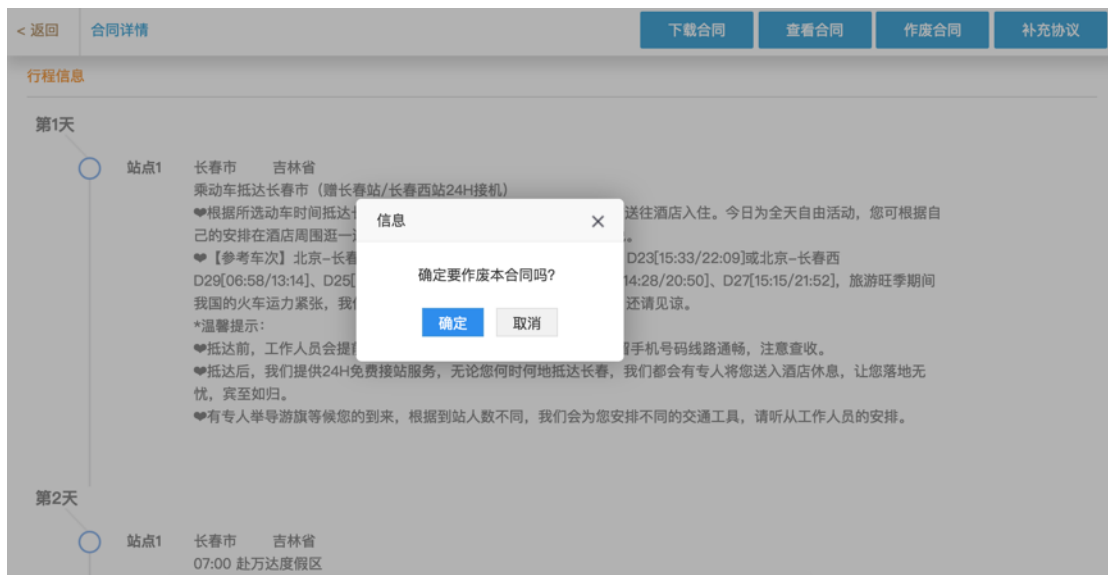 < 返回
合同详情
下载合同
查看合同
作废合同
补充协议
行程信息
第1天
站点1 长春市 吉林省
乘动车抵达长春市（赠长春站/长春西站24H接机）
❤根据所选动车时间抵达
送往酒店入住。今日为全天自由活动，您可根据自
己的安排在酒店周围逛一
❤【参考车次】北京-长春
D23[15:33/22:09]或北京-长春西
D29[06:58/13:14]、D25[
14:28/20:50]、D27[15:15/21:52]，旅游旺季期间
我国的火车运力紧张，我
还请见谅。
*温馨提示：
❤抵达前，工作人员会提
手机号码线路通畅，注意查收。
❤抵达后，我们提供24H免费接站服务，无论您何时何地抵达长春，我们都会有专人将您送入酒店休息，让您落地无
忧，宾至如归。
❤有专人举导游旗等候您的到来，根据到站人数不同，我们会为您安排不同的交通工具，请听从工作人员的安排。
信息
确定要作废本合同吗?
确定
取消
第2天
站点1 长春市 吉林省
07:00 赴万达度假区